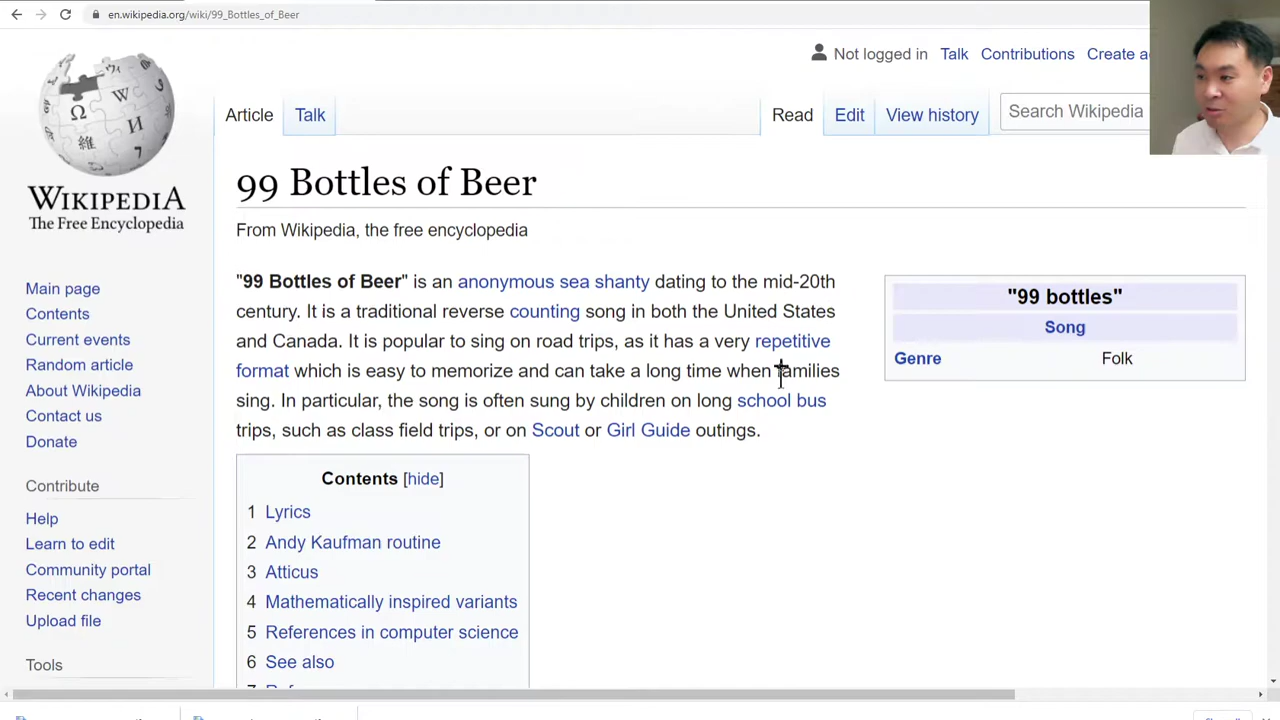 en.wikipedia.org/wiki/99_Bottles_of_Beer
Not logged in Talk Contributions Create
Article Talk Read Edit View history Search Wikipedia
WIKIPEDIA
The Free Encyclopedia
99 Bottles of Beer
From Wikipedia, the free encyclopedia
"99 Bottles of Beer" is an anonymous sea shanty dating to the mid-20th
century. It is a traditional reverse counting song in both the United States
and Canada. It is popular to sing on road trips, as it has a very repetitive
format which is easy to memorize and can take a long time when families
sing. In particular, the song is often sung by children on long school bus
trips, such as class field trips, or on Scout or Girl Guide outings.
"99 bottles"
Song
Genre Folk
Contents [hide]
1 Lyrics
2 Andy Kaufman routine
3 Atticus
4 Mathematically inspired variants
5 References in computer science
6 See also
Main page
Contents
Current events
Random article
About Wikipedia
Contact us
Donate
Contribute
Help
Learn to edit
Community portal
Recent changes
Upload file
Tools